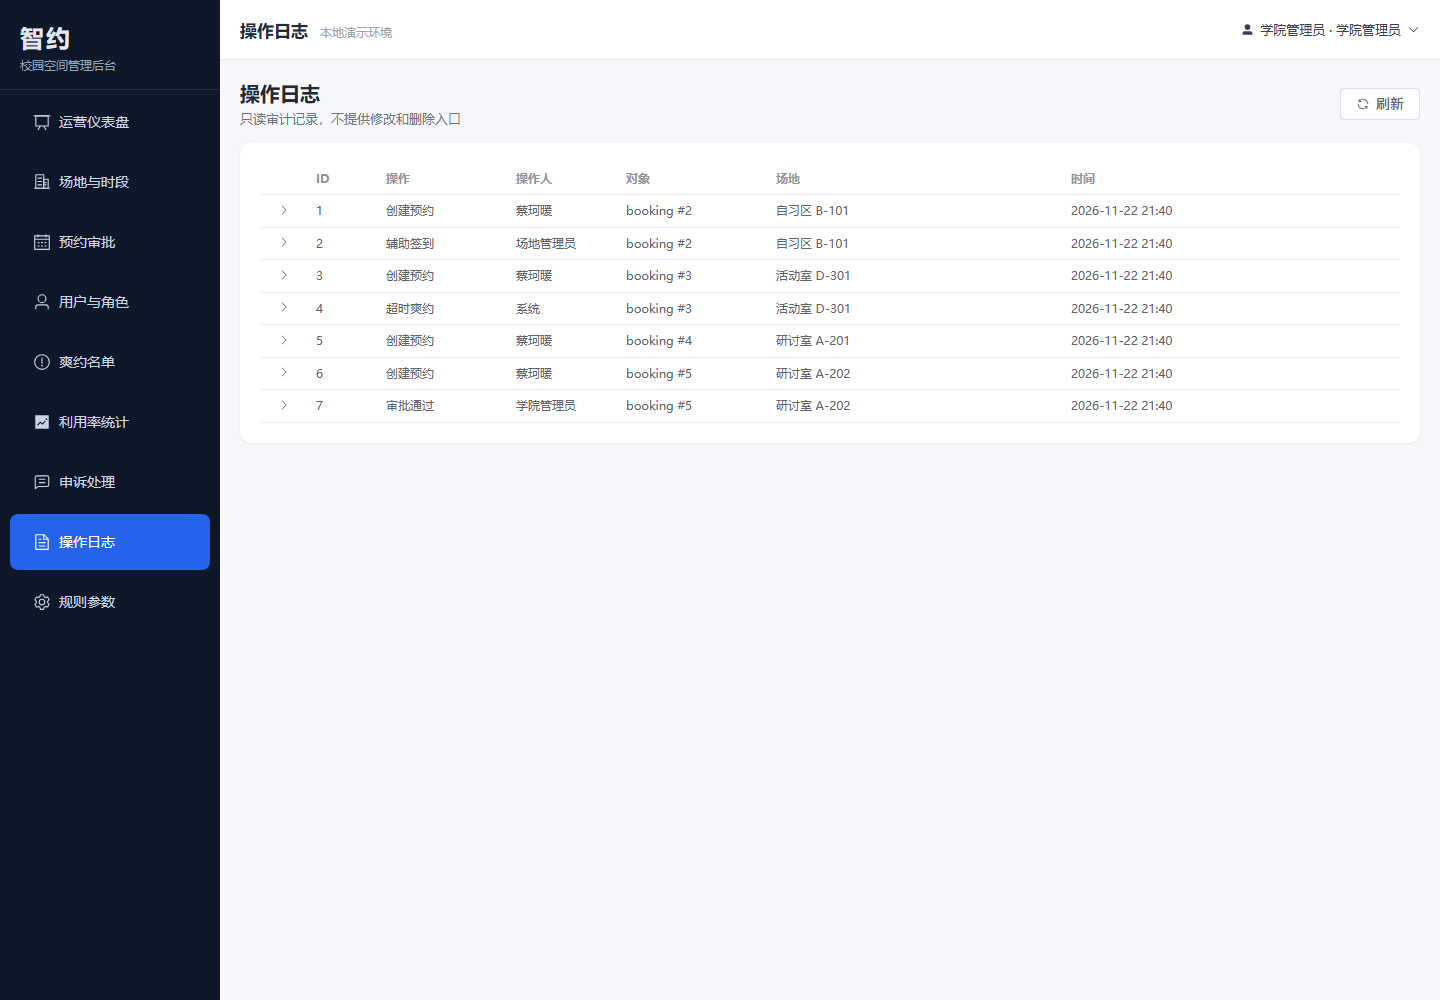 智约
校园空间管理后台
运营仪表盘
场地与时段
预约审批
用户与角色
爽约名单
利用率统计
申诉处理
操作日志
规则参数
操作日志 本地演示环境
学院管理员 · 学院管理员
操作日志
只读审计记录，不提供修改和删除入口
刷新
ID 操作 操作人 对象 场地 时间
1 创建预约 蔡珂暖 booking #2 自习区 B-101 2026-11-22 21:40
2 辅助签到 场地管理员 booking #2 自习区 B-101 2026-11-22 21:40
3 创建预约 蔡珂暖 booking #3 活动室 D-301 2026-11-22 21:40
4 超时爽约 系统 booking #3 活动室 D-301 2026-11-22 21:40
5 创建预约 蔡珂暖 booking #4 研讨室 A-201 2026-11-22 21:40
6 创建预约 蔡珂暖 booking #5 研讨室 A-202 2026-11-22 21:40
7 审批通过 学院管理员 booking #5 研讨室 A-202 2026-11-22 21:40